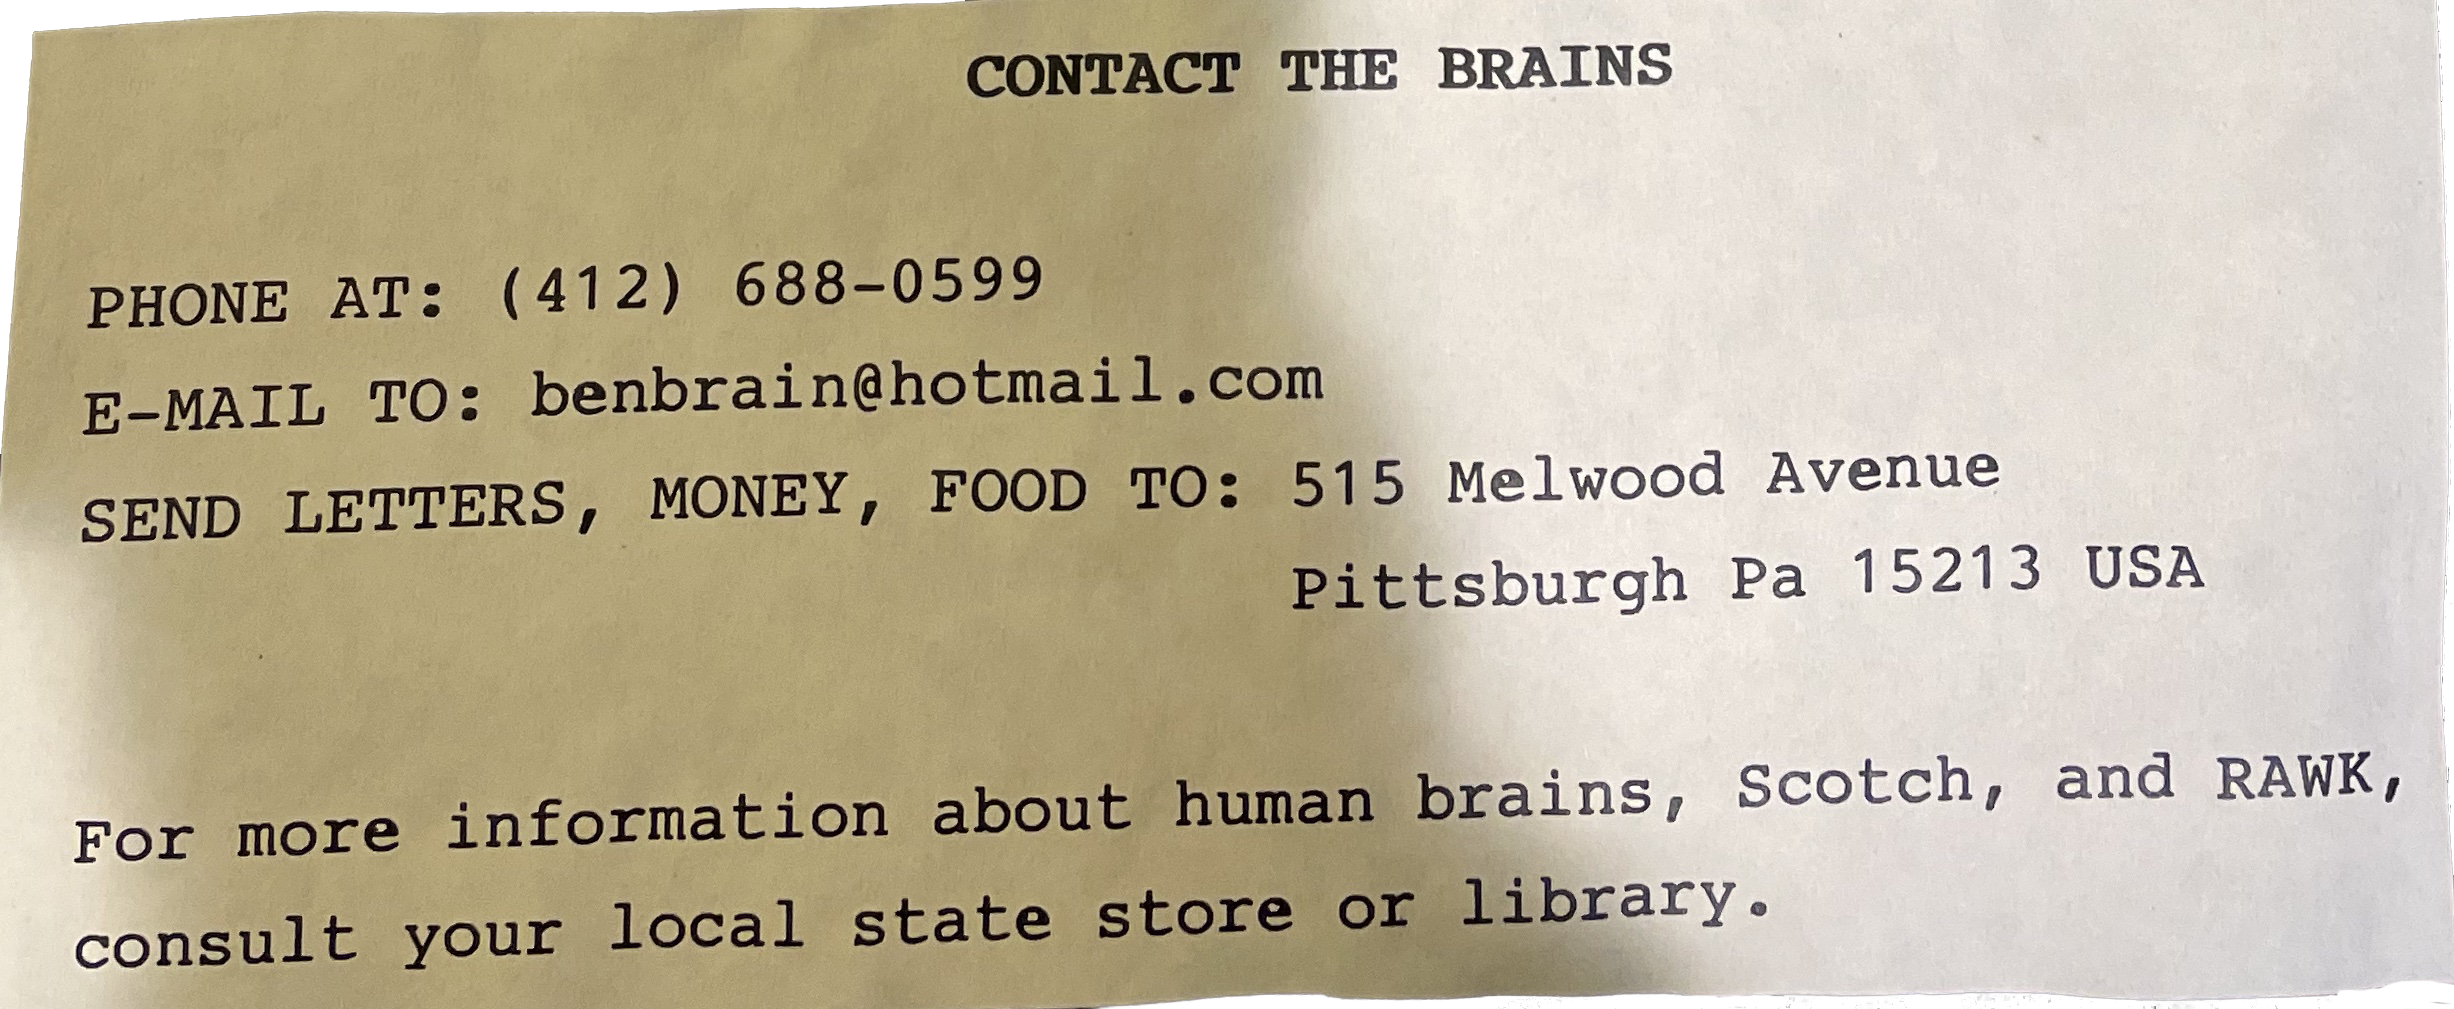 CONTACT THE BRAINS
PHONE AT: (412) 688-0599
E-MAIL TO: benbrain@hotmail.com
SEND LETTERS, MONEY, FOOD TO: 515 Melwood Avenue
Pittsburgh Pa 15213 USA
For more information about human brains, Scotch, and RAWK,
consult your local state store or library.